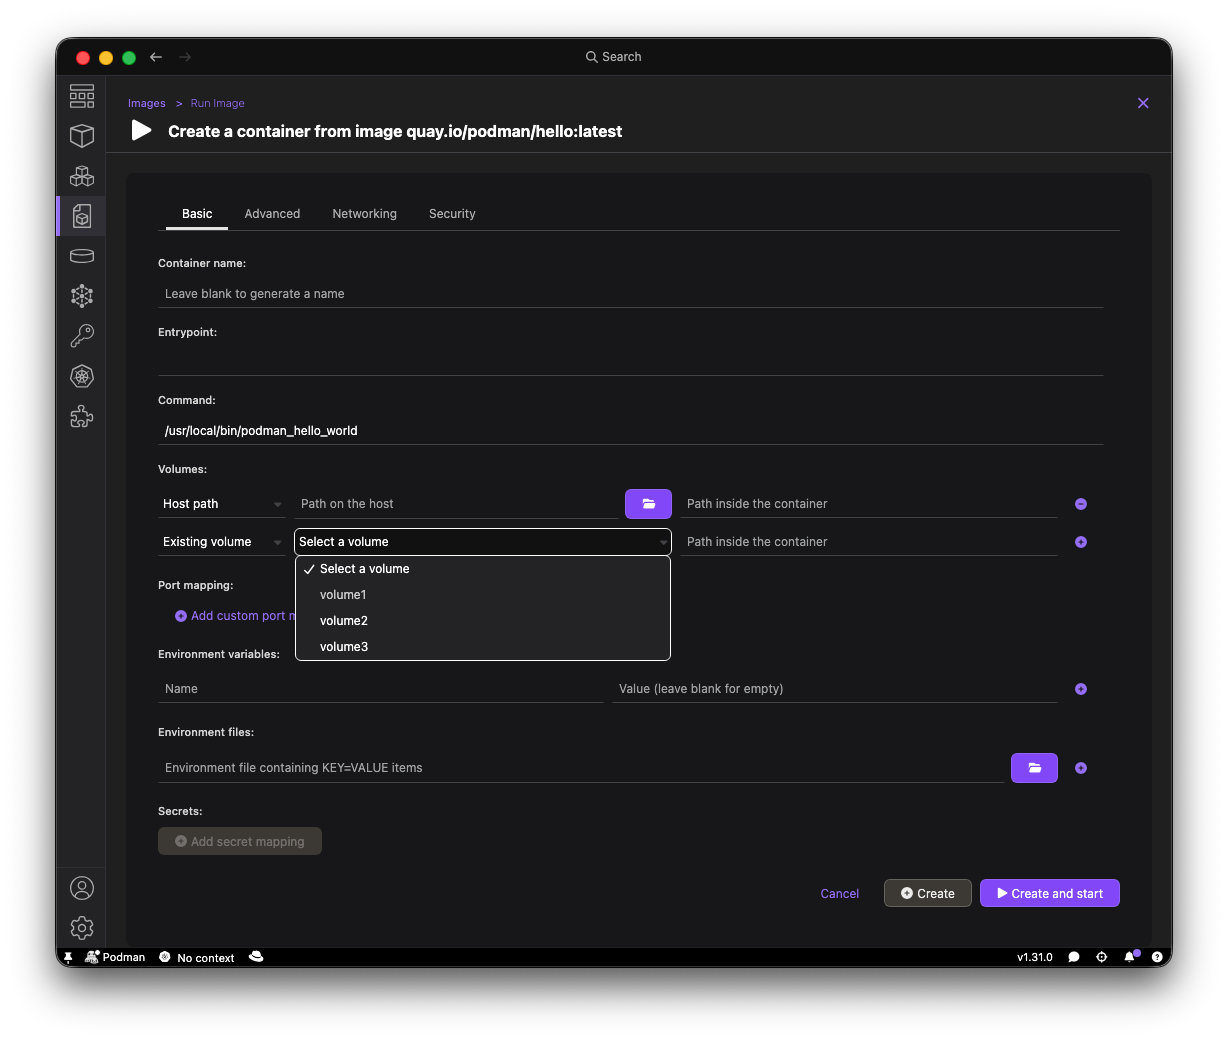 Search
Images > Run Image
Create a container from image quay.io/podman/hello:latest
Basic Advanced Networking Security
Container name:
Leave blank to generate a name
Entrypoint:
Command:
/usr/local/bin/podman_hello_world
Volumes:
Host path Path on the host Path inside the container
Existing volume Select a volume Path inside the container
Select a volume
volume1
volume2
volume3
Port mapping:
Add custom port m
Environment variables:
Name Value (leave blank for empty)
Environment files:
Environment file containing KEY=VALUE items
Secrets:
Add secret mapping
Cancel Create Create and start
Podman No context v1.31.0